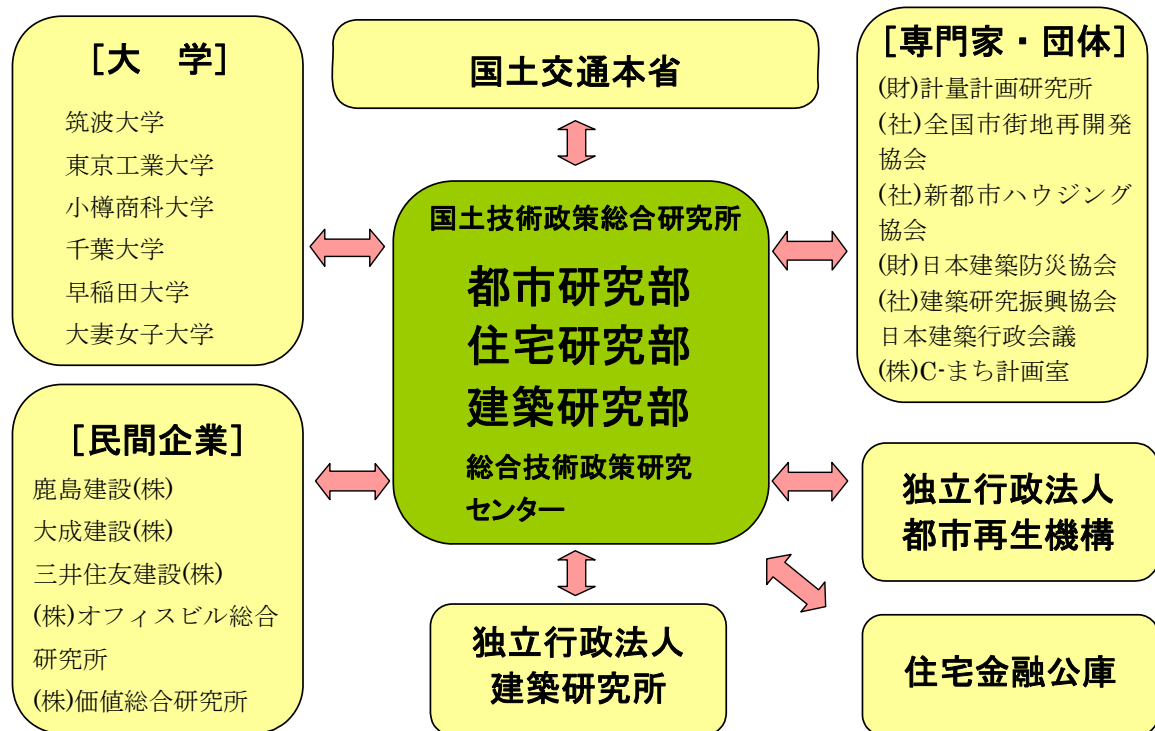 [大　学]
筑波大学
東京工業大学
小樽商科大学
千葉大学
早稲田大学
大妻女子大学
国土交通本省
[専門家・団体]
(財)計量計画研究所
(社)全国市街地再開発
協会
(社)新都市ハウジング
協会
(財)日本建築防災協会
(社)建築研究振興協会
日本建築行政会議
(株)C-まち計画室
国土技術政策総合研究所
都市研究部
住宅研究部
建築研究部
総合技術政策研究
センター
[民間企業]
鹿島建設(株)
大成建設(株)
三井住友建設(株)
(株)オフィスビル総合
研究所
(株)価値総合研究所
独立行政法人
建築研究所
独立行政法人
都市再生機構
住宅金融公庫